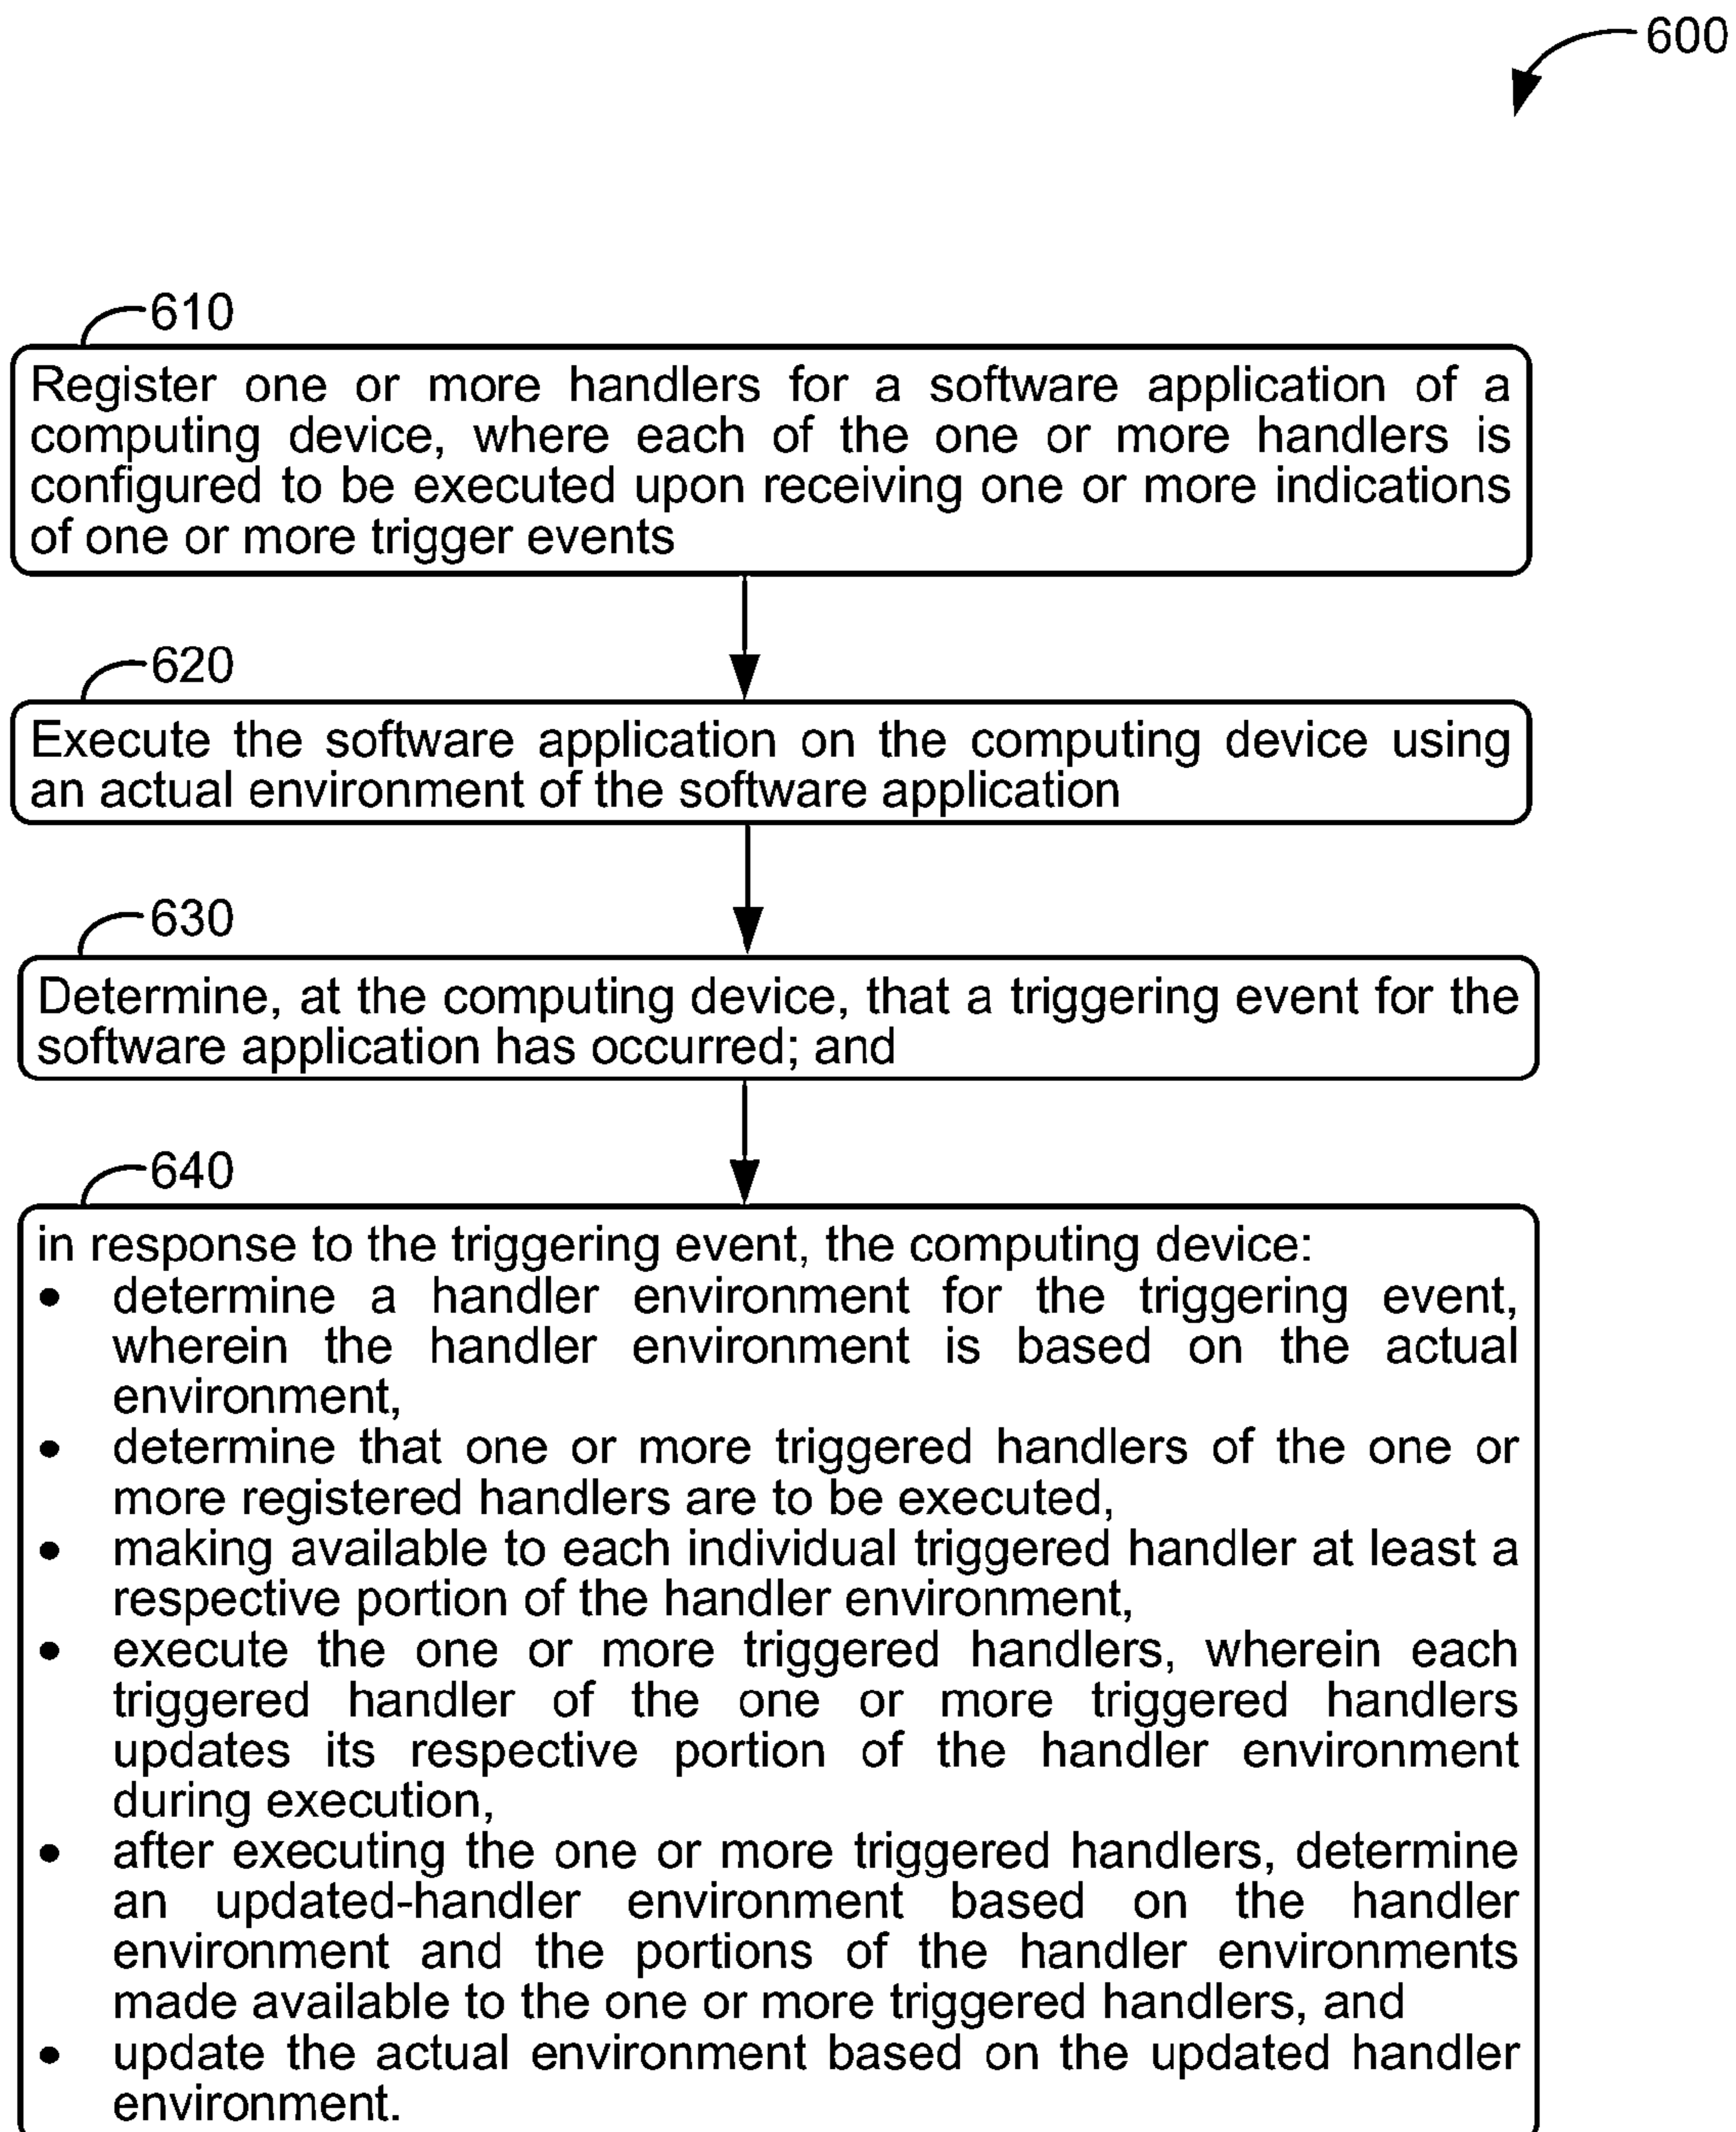 600
610
Register one or more handlers for a software application of a
computing device, where each of the one or more handlers is
configured to be executed upon receiving one or more indications
of one or more trigger events
620
Execute the software application on the computing device using
an actual environment of the software application
630
Determine, at the computing device, that a triggering event for the
software application has occurred; and
640
in response to the triggering event, the computing device:
• determine a handler environment for the triggering event,
wherein the handler environment is based on the actual
environment,
• determine that one or more triggered handlers of the one or
more registered handlers are to be executed,
• making available to each individual triggered handler at least a
respective portion of the handler environment,
• execute the one or more triggered handlers, wherein each
triggered handler of the one or more triggered handlers
updates its respective portion of the handler environment
during execution,
• after executing the one or more triggered handlers, determine
an updated-handler environment based on the handler
environment and the portions of the handler environments
made available to the one or more triggered handlers, and
• update the actual environment based on the updated handler
environment.